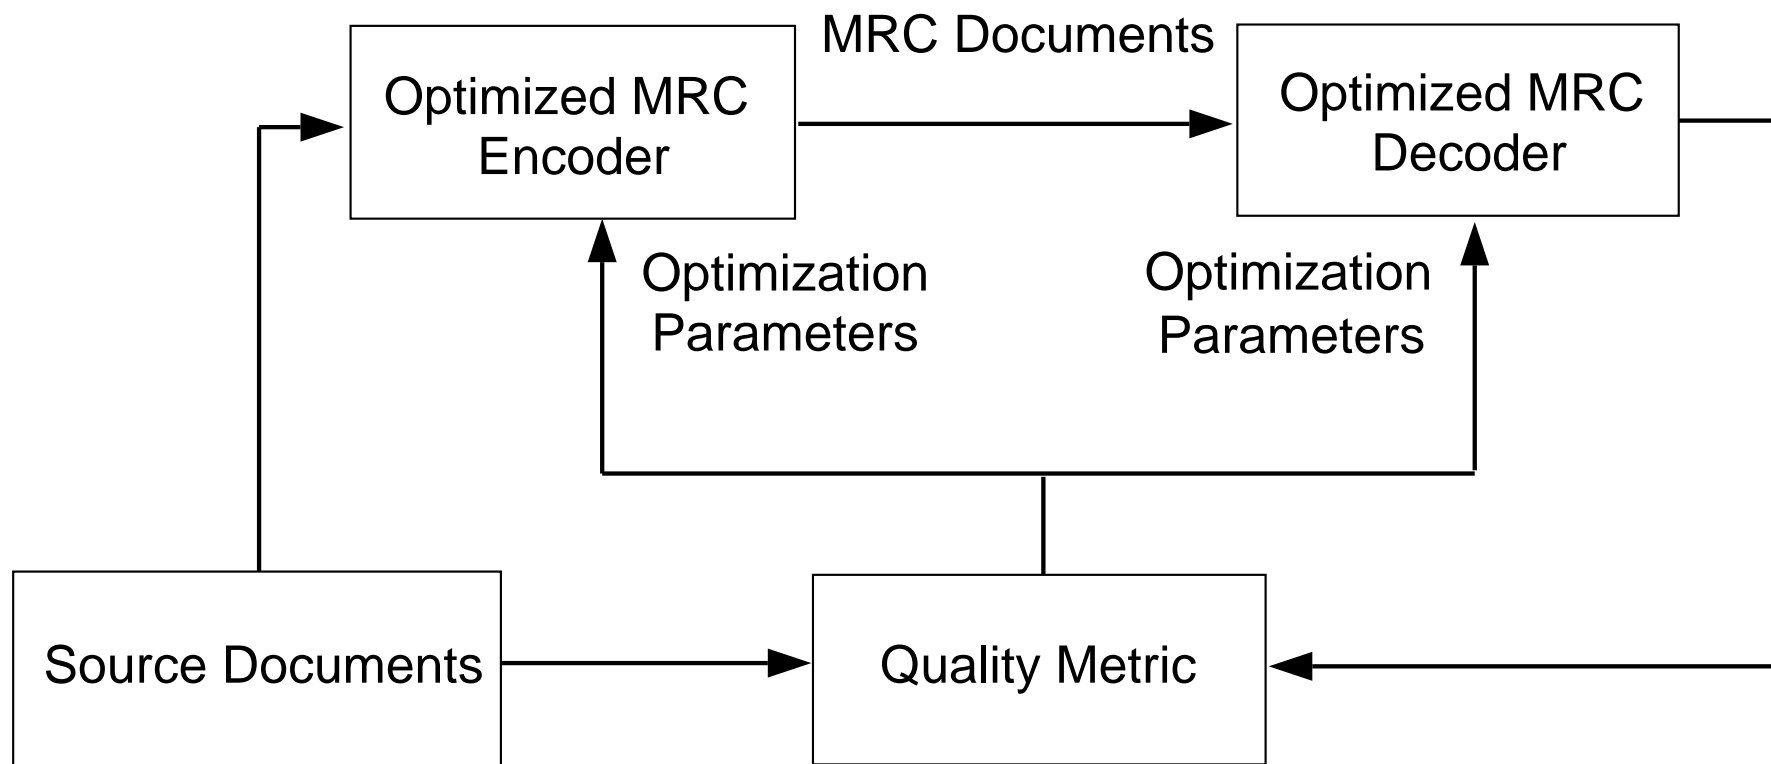 MRC Documents
Optimized MRC
Encoder
Optimized MRC
Decoder
Optimization
Parameters
Optimization
Parameters
Source Documents
Quality Metric